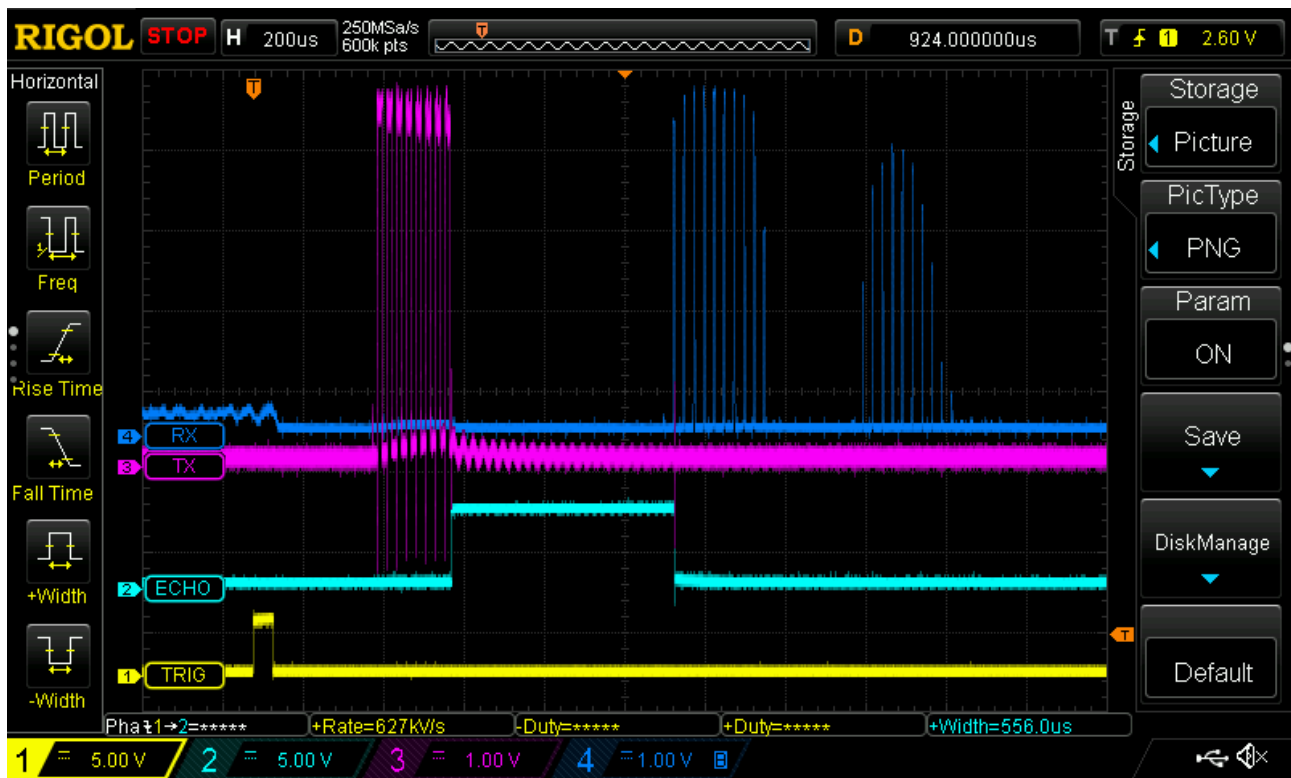 RIGOL STOP H 200us 250MSa/s 600k pts T D 924.000000us T 1 2.60 V
Horizontal
Period
Freq
Rise Time
Fall Time
+Width
-Width
T
4 RX
3 TX
2 ECHO
1 TRIG
T
Storage
Storage
Picture
PicType
PNG
Param
ON
Save
DiskManage
Default
Pha 1→2=***** +Rate=627kV/s -Duty=***** +Duty=***** +Width=556.0us
1 = 5.00 V 2 = 5.00 V 3 = 1.00 V 4 = 1.00 V B